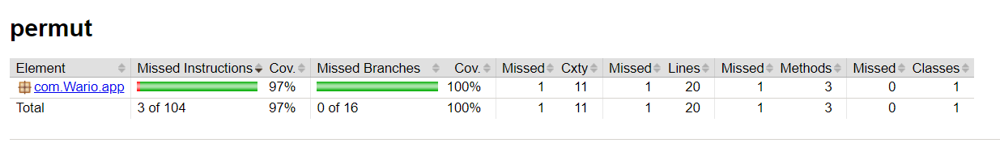 permut
Element Missed Instructions Cov. Missed Branches Cov. Missed Cxty Missed Lines Missed Methods Missed Classes
com.Wario.app 97% 100% 1 11 1 20 1 3 0 1
Total 3 of 104 97% 0 of 16 100% 1 11 1 20 1 3 0 1